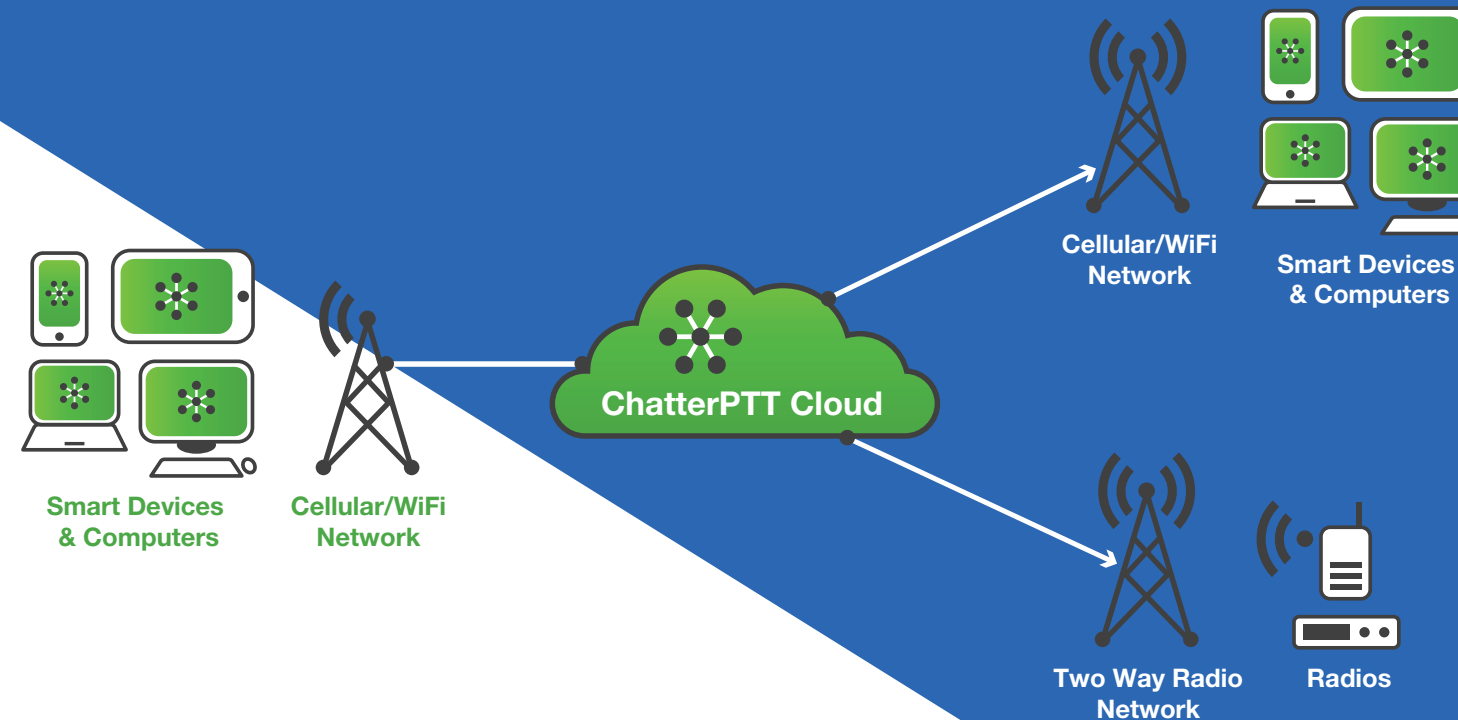 Smart Devices
& Computers
Cellular/WiFi
Network
ChatterPTT Cloud
Cellular/WiFi
Network
Smart Devices
& Computers
Two Way Radio
Network
Radios